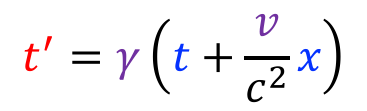 t′ = γ (t + v/c² x)